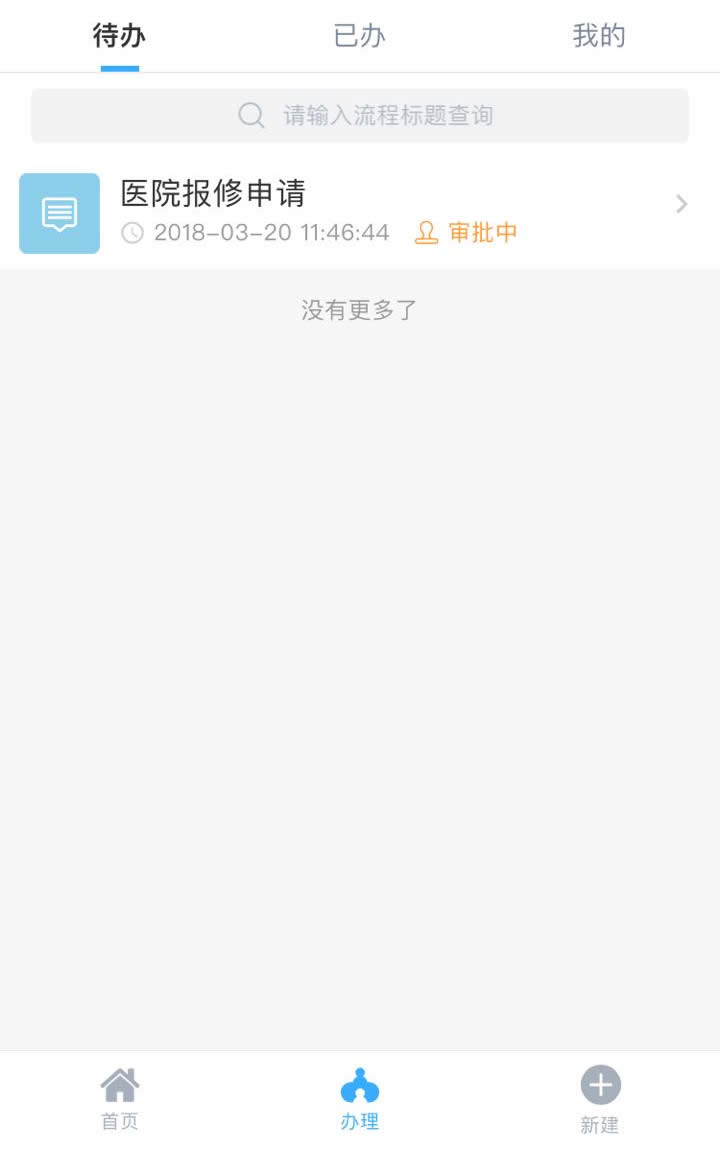 待办 已办 我的
请输入流程标题查询
医院报修申请
2018-03-20 11:46:44 审批中
没有更多了
首页 办理 新建